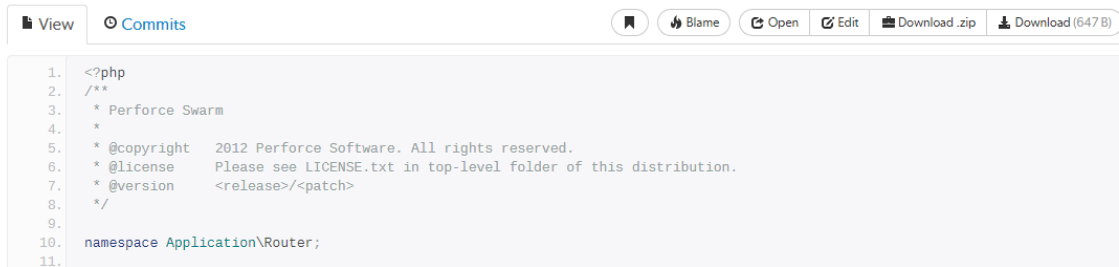 View Commits Blame Open Edit Download .zip Download (647 B)
1. <?php
2. /**
3. * Perforce Swarm
4. *
5. * @copyright 2012 Perforce Software. All rights reserved.
6. * @license Please see LICENSE.txt in top-level folder of this distribution.
7. * @version <release>/<patch>
8. */
9.
10. namespace Application\Router;
11.